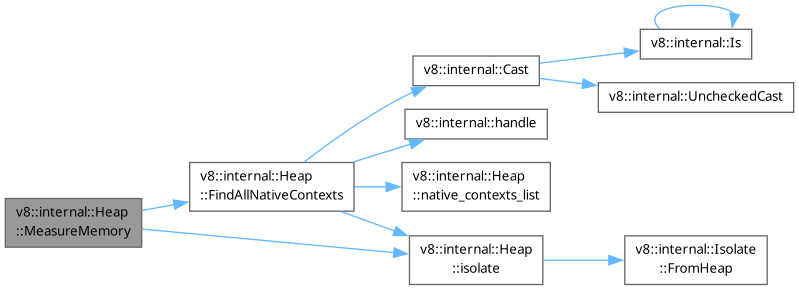 v8::internal::Heap
::MeasureMemory
v8::internal::Heap
::FindAllNativeContexts
v8::internal::Cast
v8::internal::Is
v8::internal::UncheckedCast
v8::internal::handle
v8::internal::Heap
::native_contexts_list
v8::internal::Heap
::isolate
v8::internal::Isolate
::FromHeap